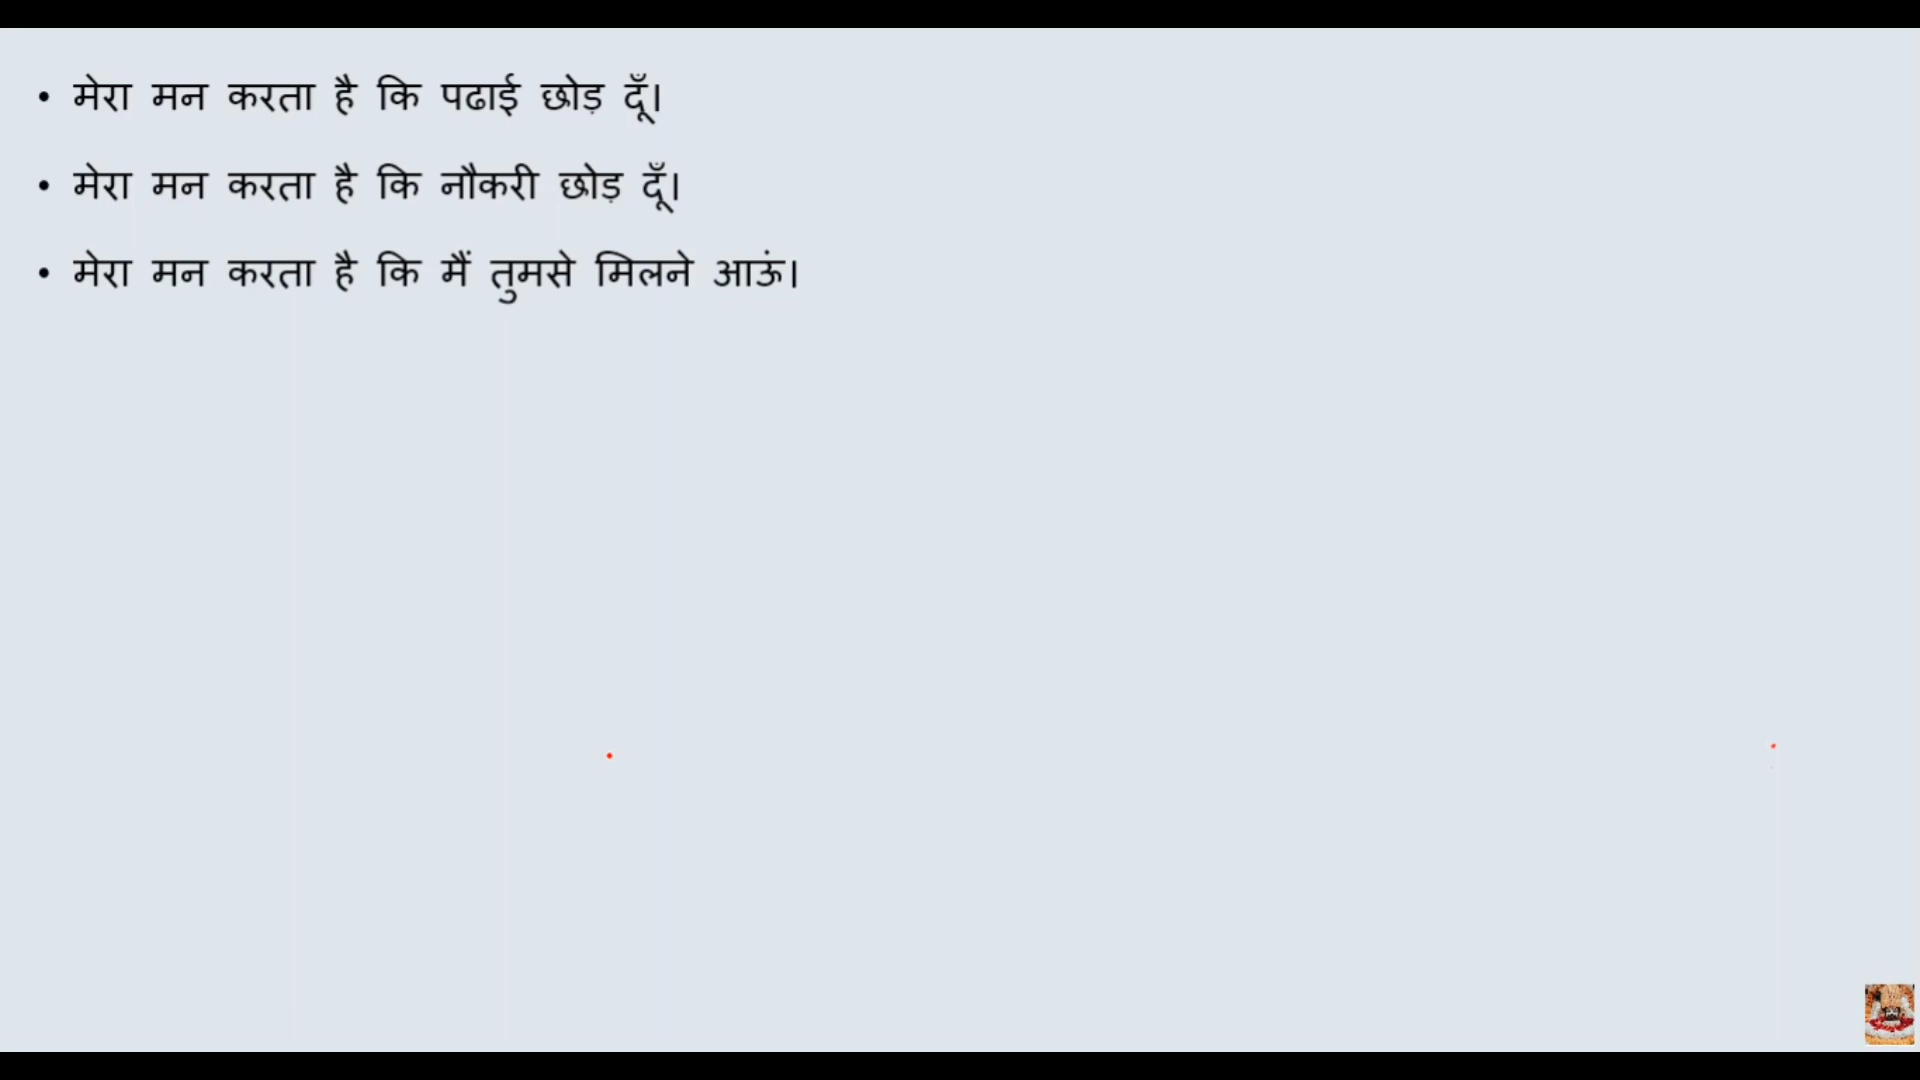 • मेरा मन करता है कि पढाई छोड़ दूँ।
• मेरा मन करता है कि नौकरी छोड़ दूँ।
• मेरा मन करता है कि मैं तुमसे मिलने आऊं।